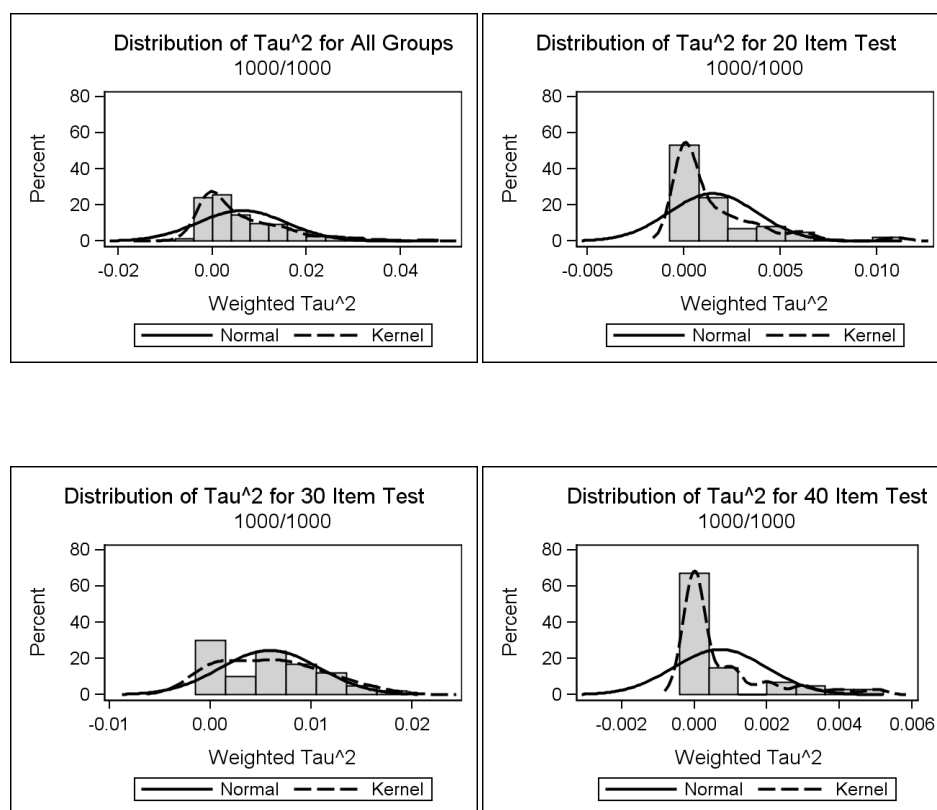 Distribution of Tau^2 for All Groups
1000/1000
80
60
40
20
0
Percent
-0.02
0.00
0.02
0.04
Weighted Tau^2
Normal
Kernel
Distribution of Tau^2 for 20 Item Test
1000/1000
80
60
40
20
0
Percent
-0.005
0.000
0.005
0.010
Weighted Tau^2
Normal
Kernel
Distribution of Tau^2 for 30 Item Test
1000/1000
80
60
40
20
0
Percent
-0.01
0.00
0.01
0.02
Weighted Tau^2
Normal
Kernel
Distribution of Tau^2 for 40 Item Test
1000/1000
80
60
40
20
0
Percent
-0.002
0.000
0.002
0.004
0.006
Weighted Tau^2
Normal
Kernel